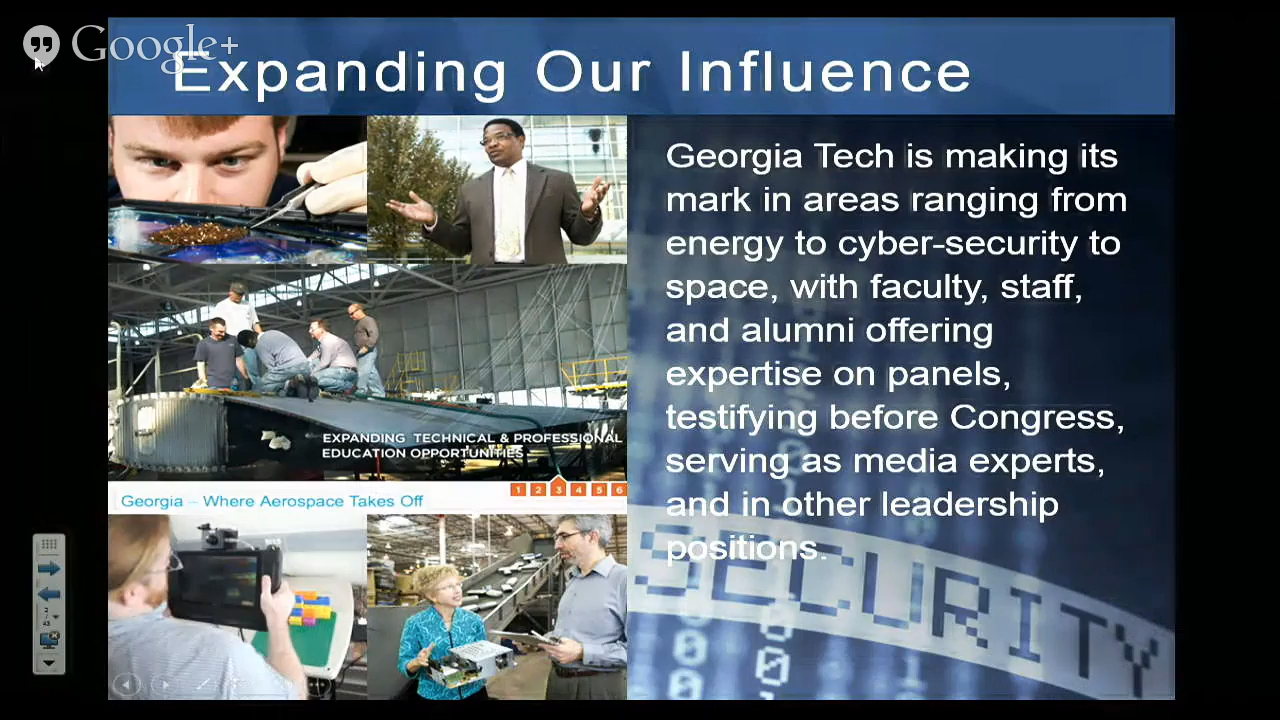 Google+
Expanding Our Influence
Georgia Tech is making its
mark in areas ranging from
energy to cyber-security to
space, with faculty, staff,
and alumni offering
expertise on panels,
testifying before Congress,
serving as media experts,
and in other leadership
positions.
EXPANDING TECHNICAL & PROFESSIONAL
EDUCATION OPPORTUNITIES
1 2 3 4 5 6
Georgia – Where Aerospace Takes Off
SECURITY